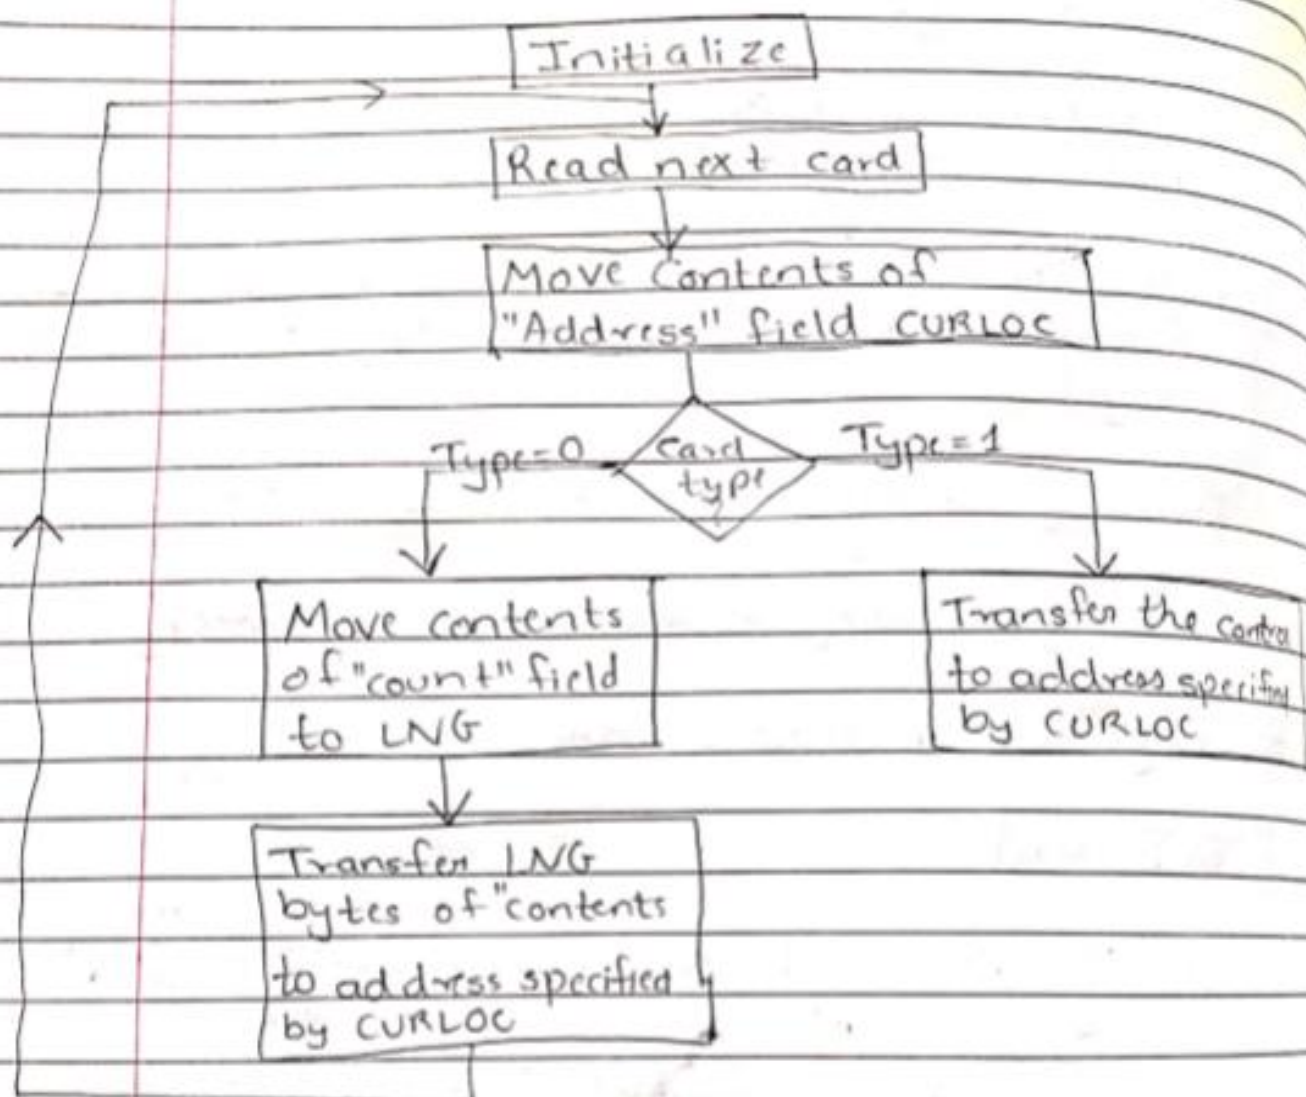 Initialize
Read next card
Move Contents of
"Address" field CURLOC
Type=0
Card
type
?
Type=1
Move contents
of "count" field
to LNG
Transfer the
to address
by CURLOC
Transfer LNG
bytes of "contents
to address specified
by CURLOC